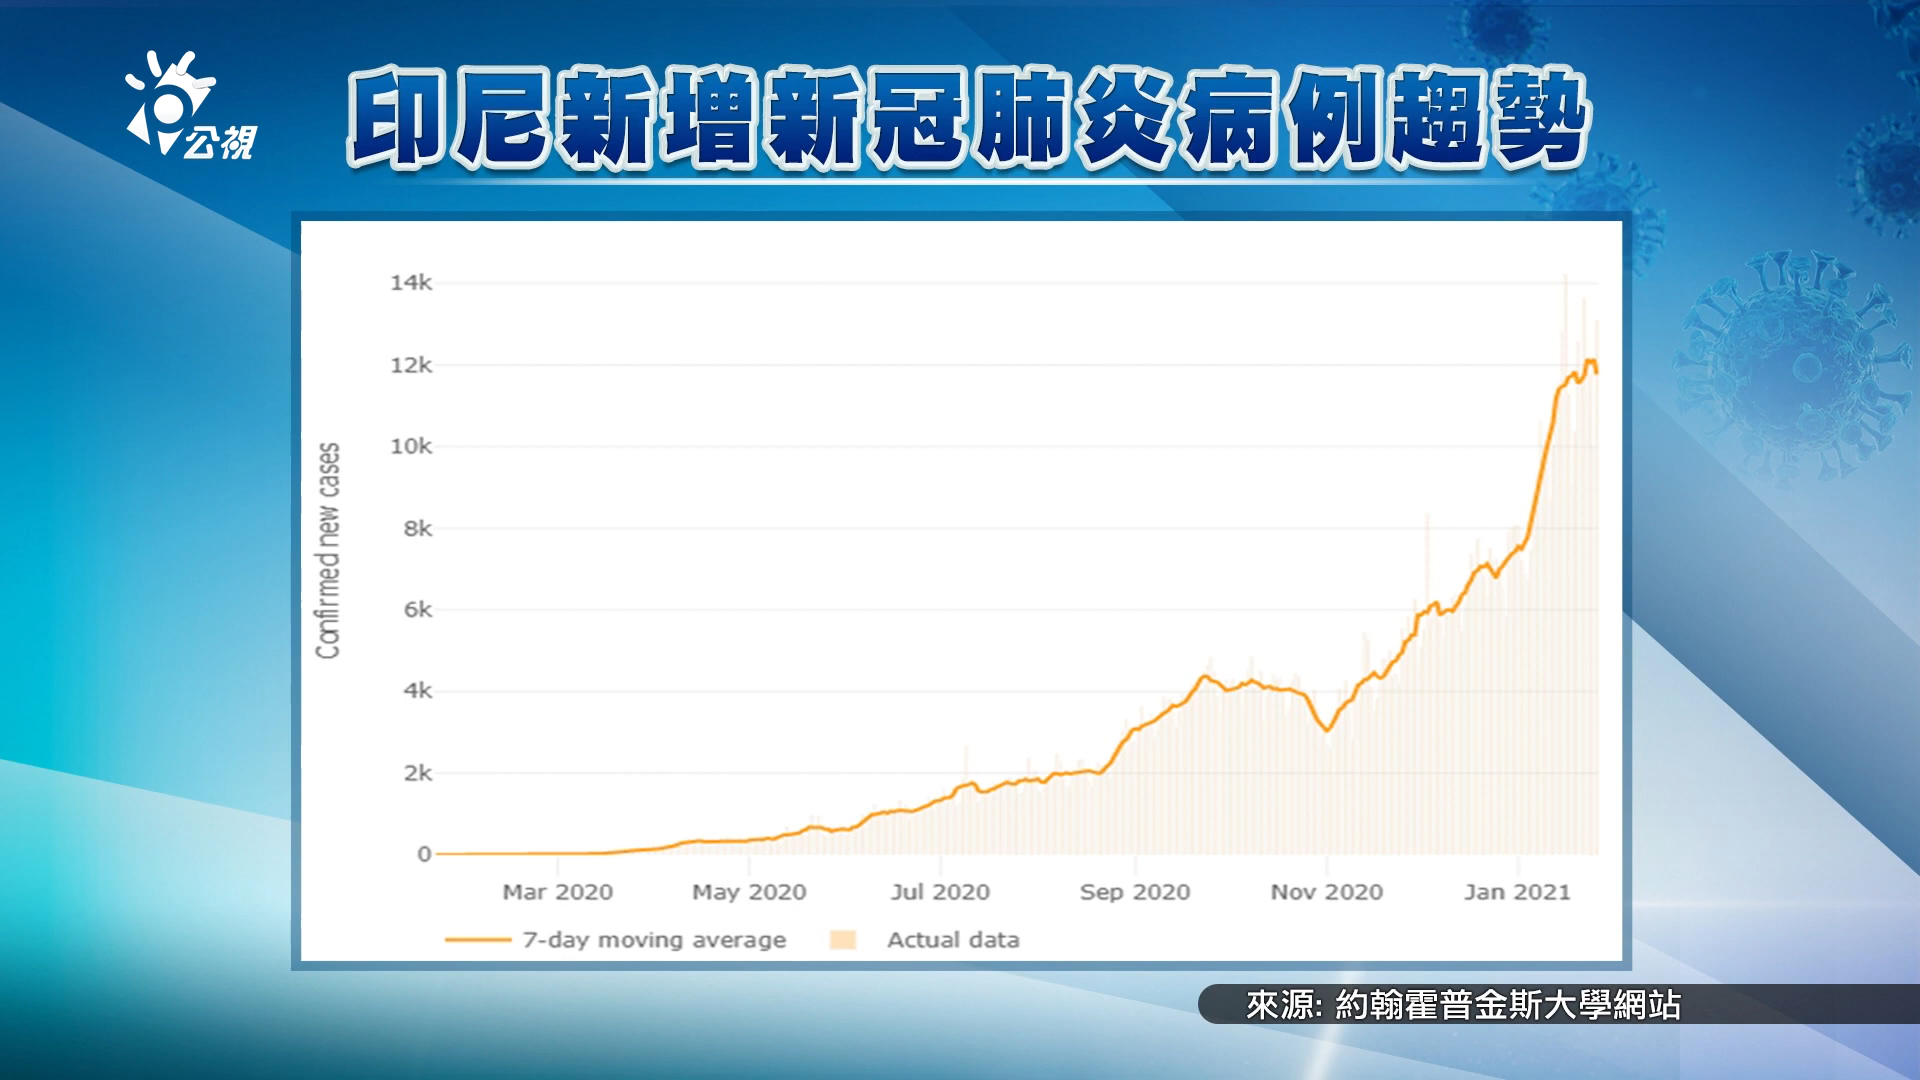 公視
印尼新增新冠肺炎病例趨勢
14k
12k
10k
8k
6k
4k
2k
0
Confirmed new cases
Mar 2020 May 2020 Jul 2020 Sep 2020 Nov 2020 Jan 2021
7-day moving average Actual data
來源: 約翰霍普金斯大學網站